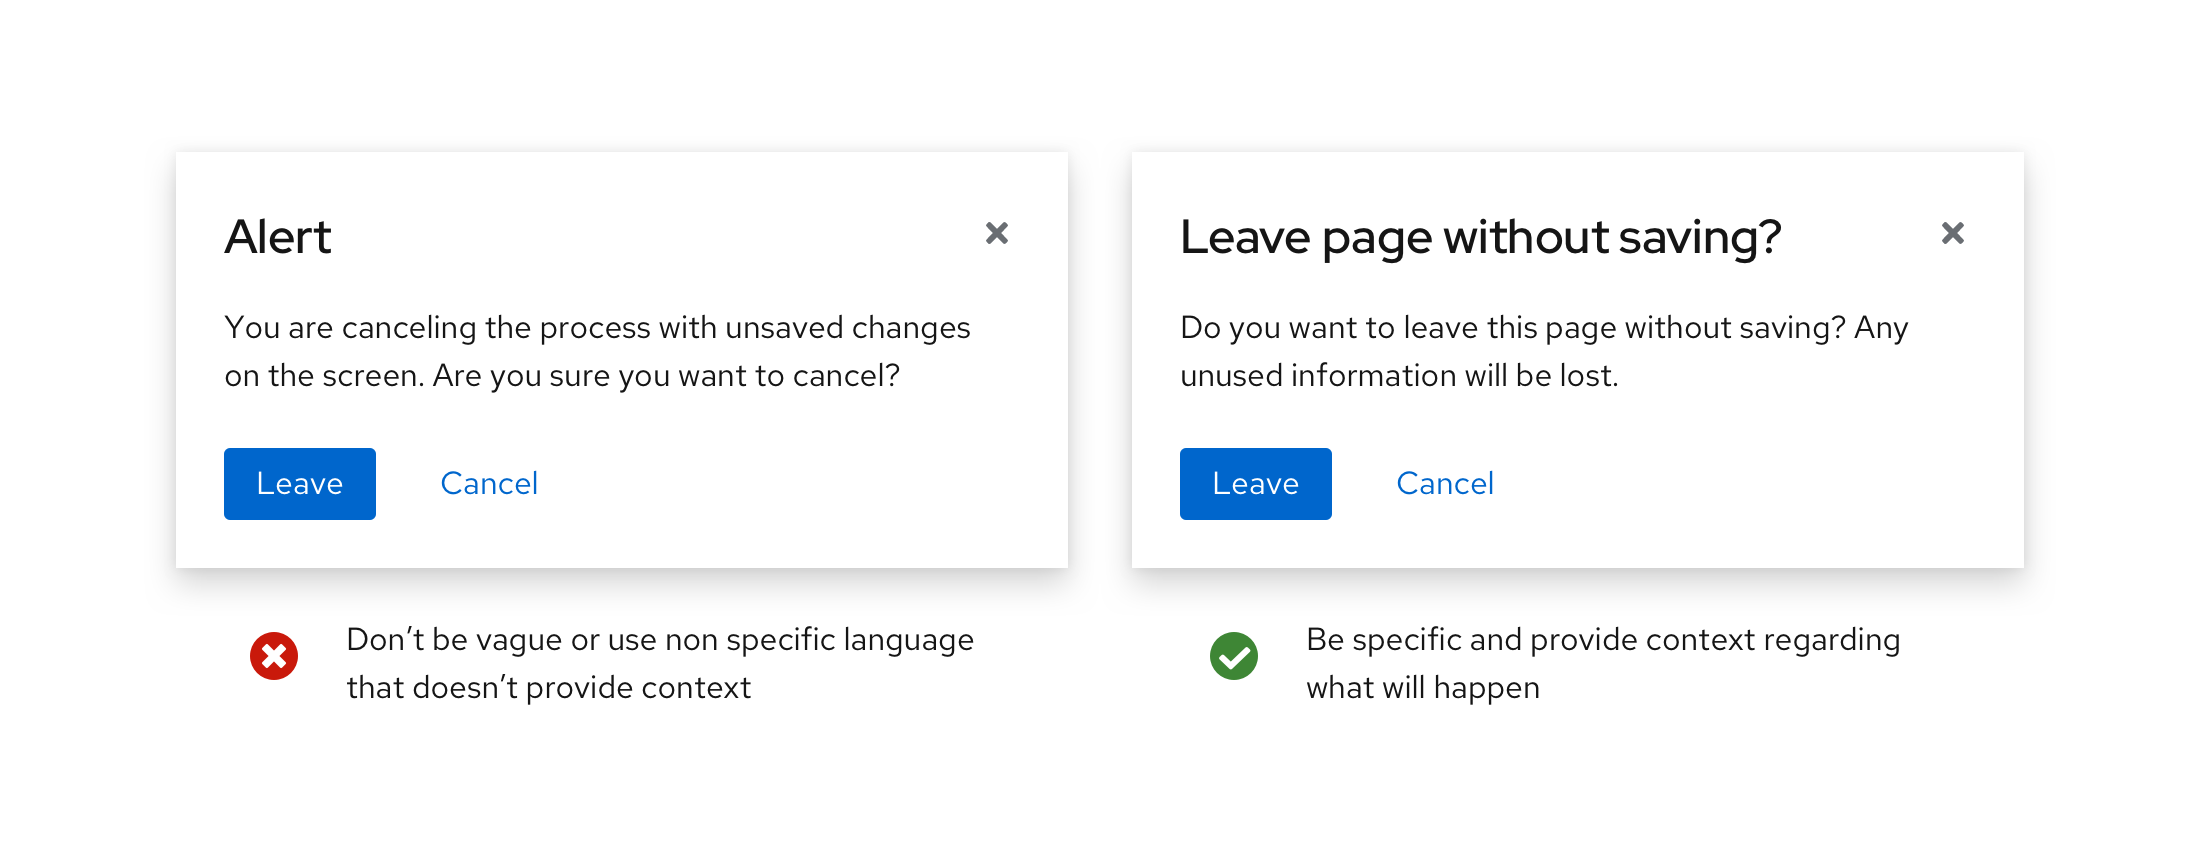 Alert
You are canceling the process with unsaved changes
on the screen. Are you sure you want to cancel?
Leave
Cancel
Don’t be vague or use non specific language
that doesn’t provide context
Leave page without saving?
Do you want to leave this page without saving? Any
unused information will be lost.
Leave
Cancel
Be specific and provide context regarding
what will happen